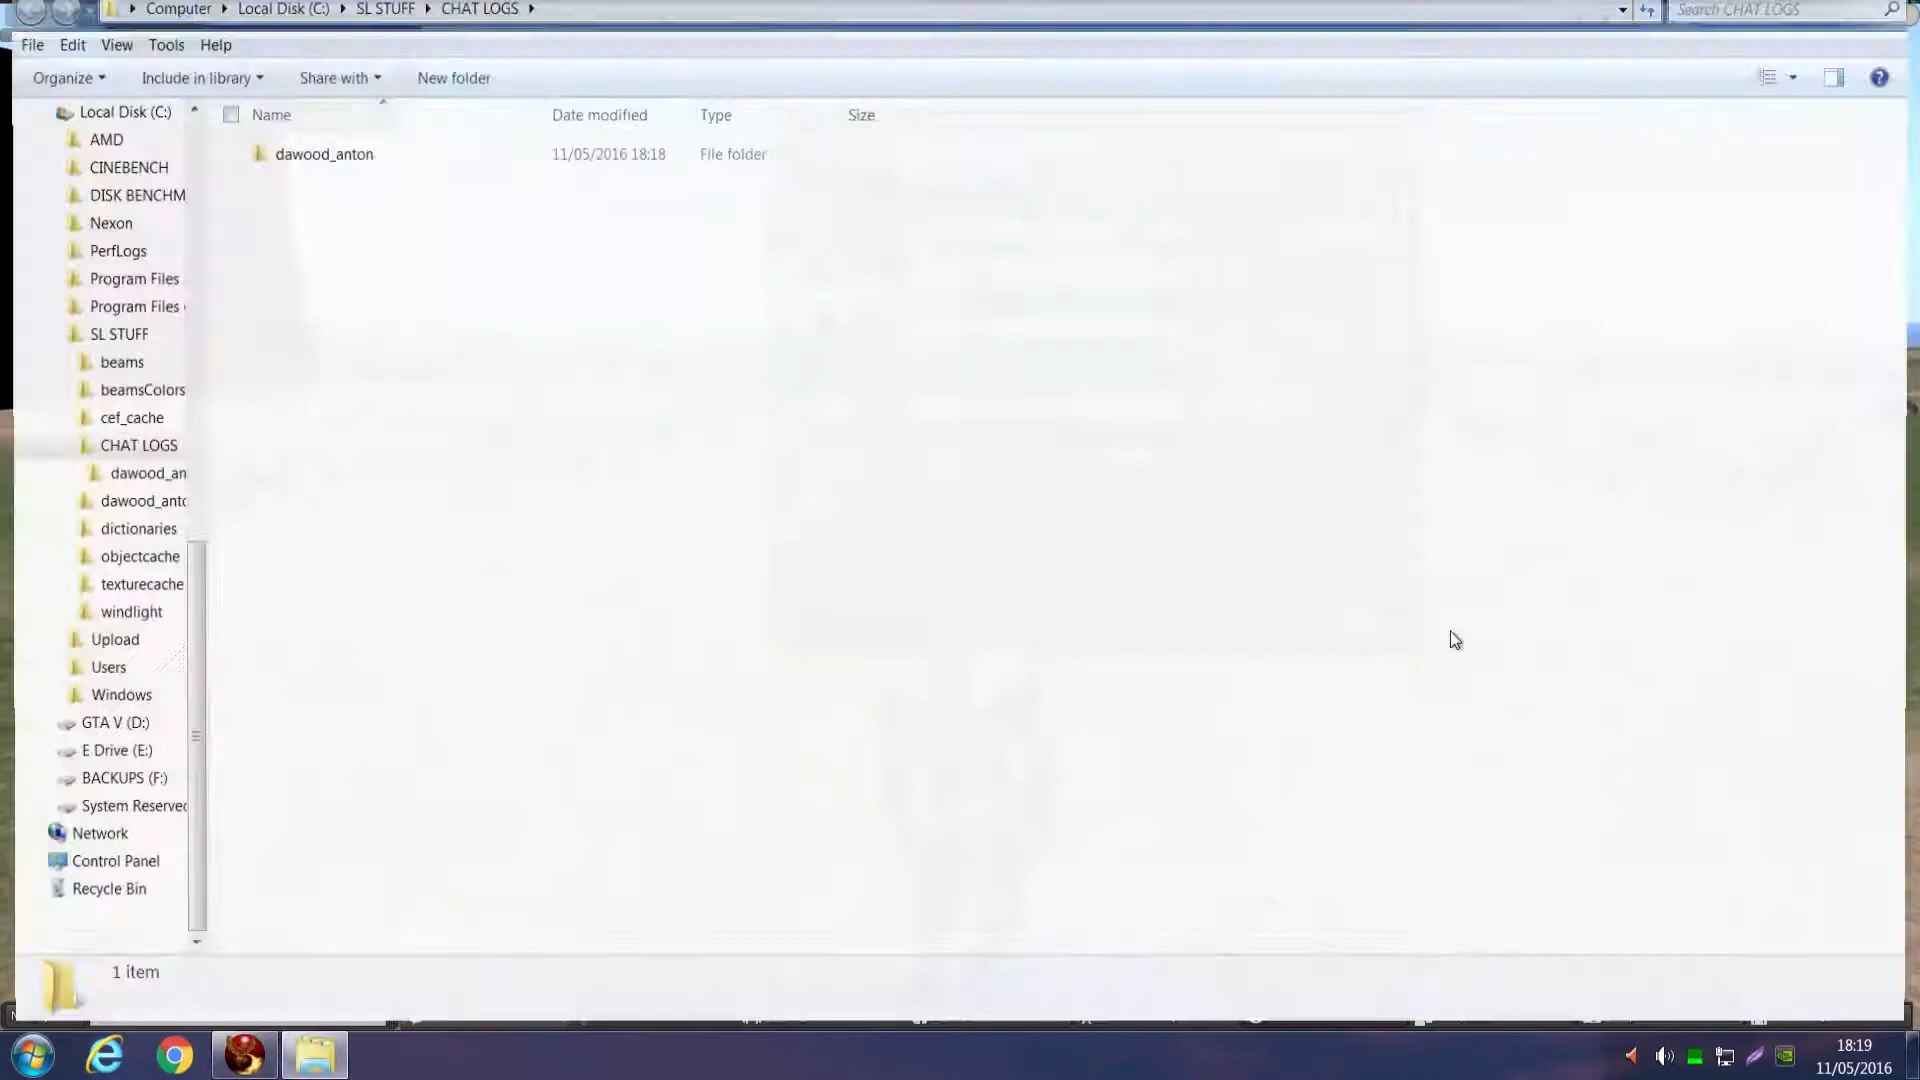 Computer Local Disk (C:) SL STUFF CHAT LOGS Search CHAT LOGS
File Edit View Tools Help
Organize Include in library Share with New folder
Name Date modified Type Size
dawood_anton 11/05/2016 18:18 File folder
Local Disk (C:)
AMD
CINEBENCH
DISK BENCHM
Nexon
PerfLogs
Program Files
Program Files
SL STUFF
beams
beamsColors
cef_cache
CHAT LOGS
dawood_an
dawood_anto
dictionaries
objectcache
texturecache
windlight
Upload
Users
Windows
GTA V (D:)
E Drive (E:)
BACKUPS (F:)
System Reserved
Network
Control Panel
Recycle Bin
1 item
18:19
11/05/2016